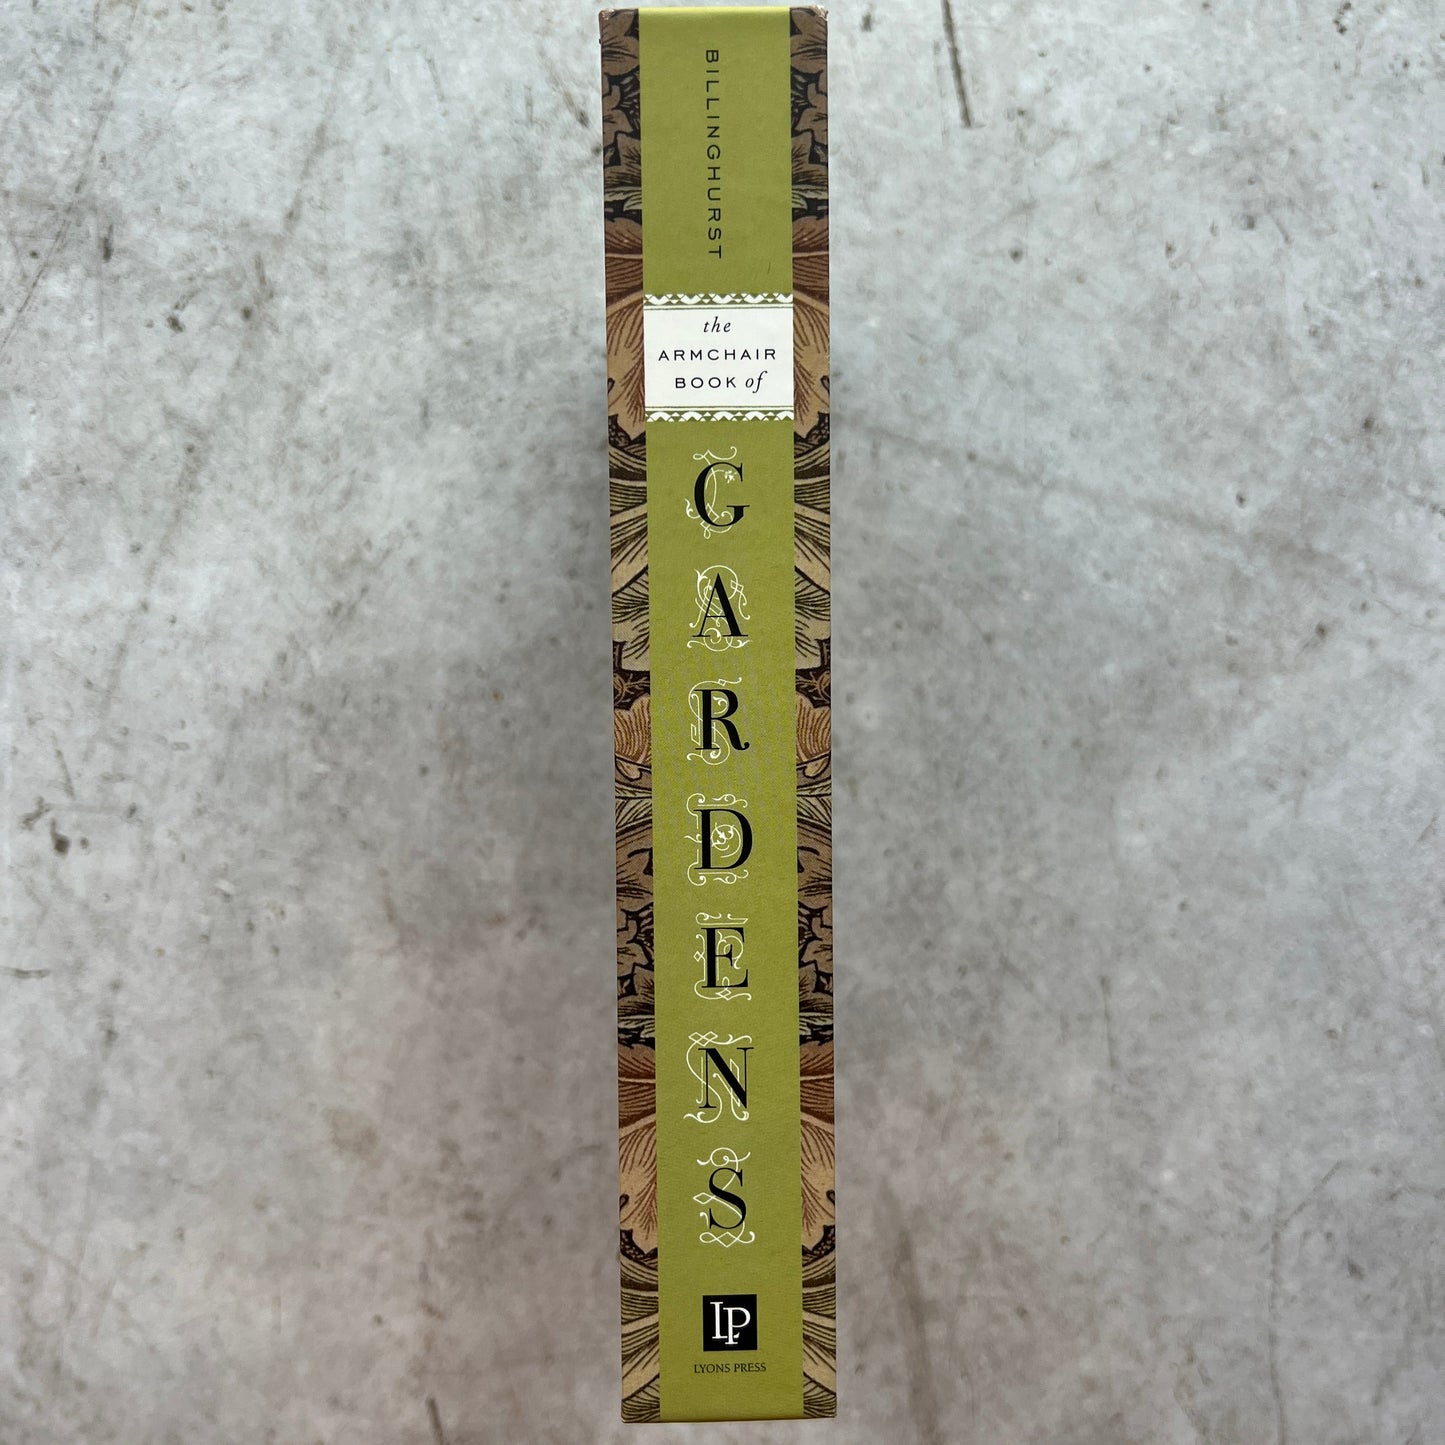 BILLINGHURST
the
ARMCHAIR
BOOK of
GARDENS
LP
LYONS PRESS